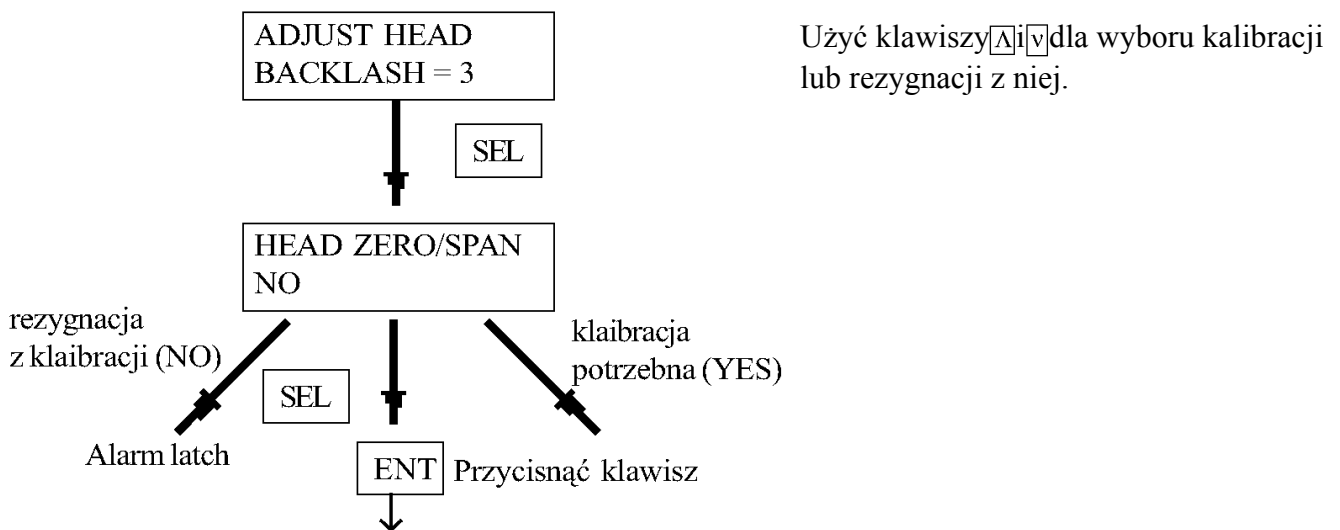 ADJUST HEAD
BACKLASH = 3
Użyć klawiszy Λ i v dla wyboru kalibracji
lub rezygnacji z niej.
SEL
HEAD ZERO/SPAN
NO
rezygnacja
z klaibracji (NO)
klaibracja
potrzebna (YES)
SEL
Alarm latch
ENT Przycisnąć klawisz